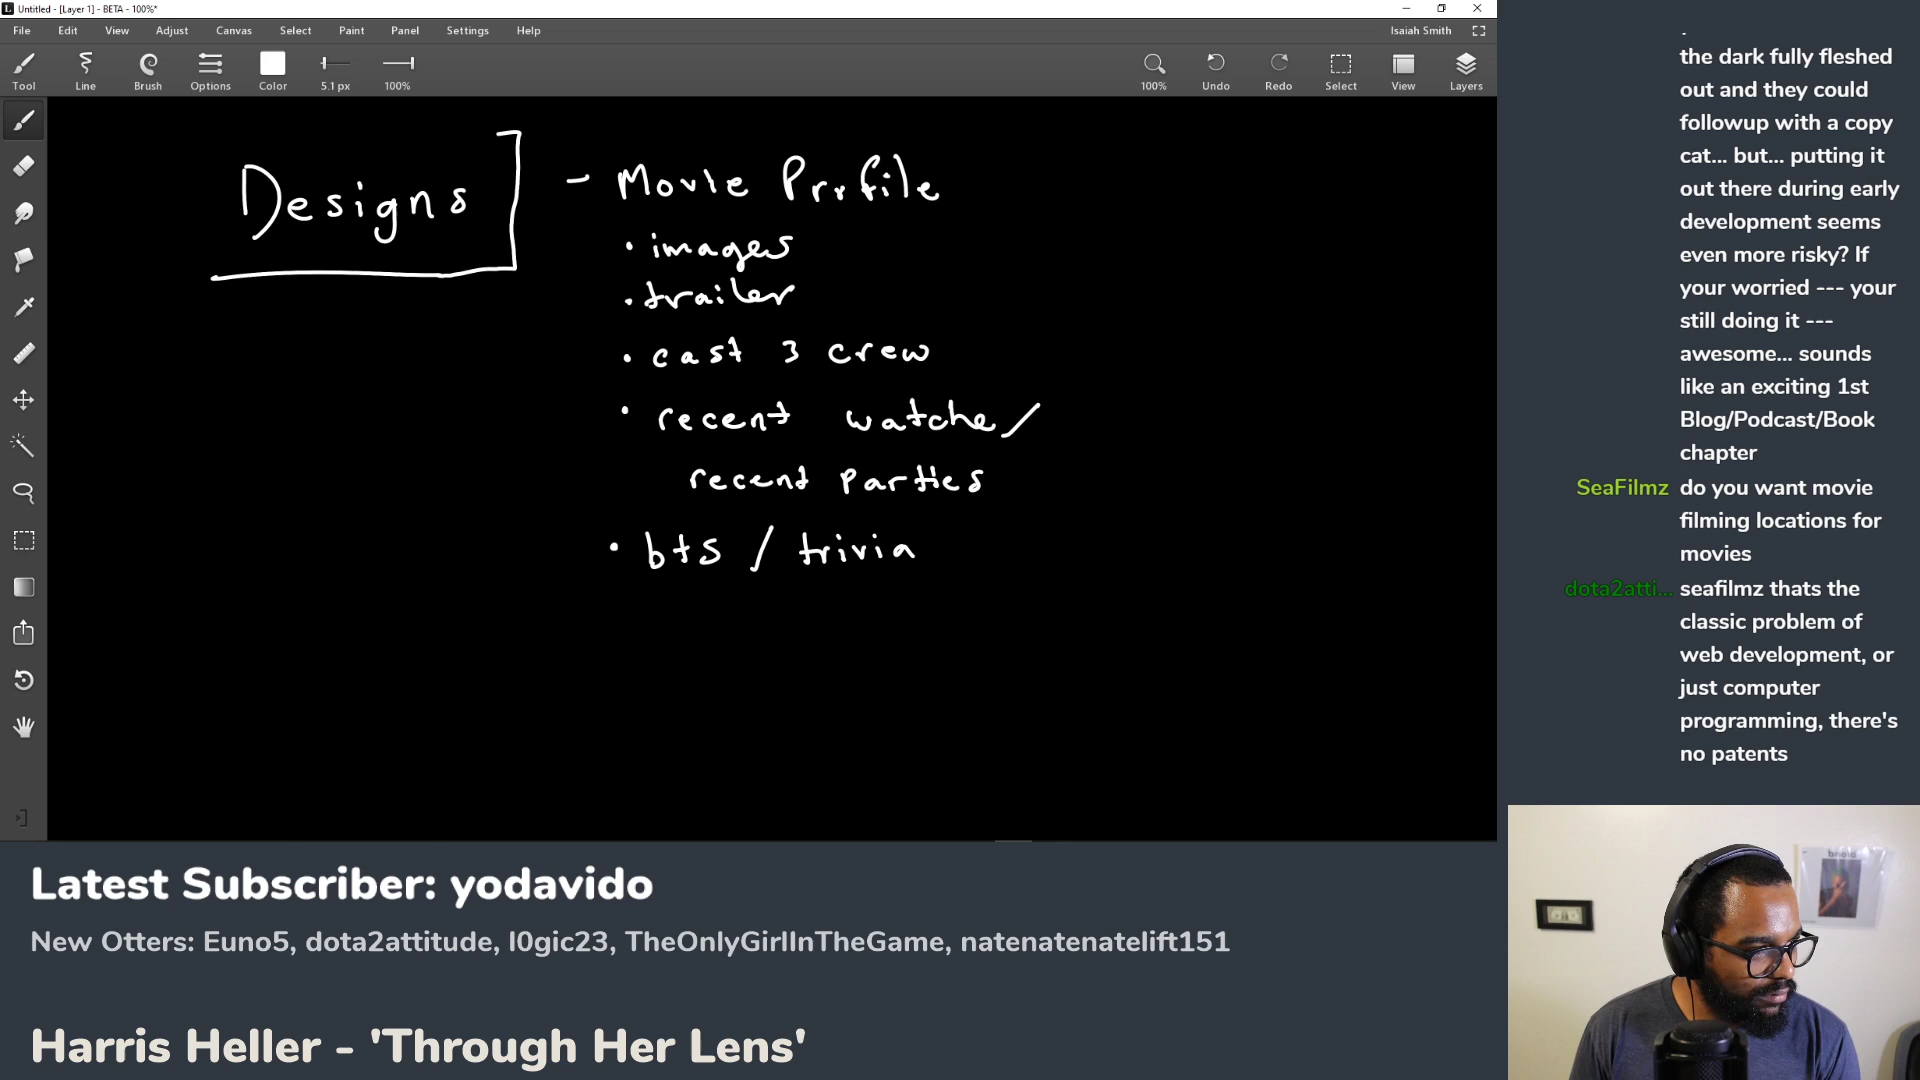 Untitled - [Layer 1] - BETA - 100%*
File Edit View Adjust Canvas Select Paint Panel Settings Help
Isaiah Smith
Tool Line Brush Options Color 5.1 px 100%
100% Undo Redo Select View Layers
Designs
- Movie Profile
• images
• trailer
• cast 3 crew
• recent watche/
recent parties
• bts / trivia
the dark fully fleshed
out and they could
followup with a copy
cat... but... putting it
out there during early
development seems
even more risky? If
your worried --- your
still doing it ---
awesome... sounds
like an exciting 1st
Blog/Podcast/Book
chapter
SeaFilmz do you want movie
filming locations for
movies
dota2atti... seafilmz thats the
classic problem of
web development, or
just computer
programming, there's
no patents
Latest Subscriber: yodavido
New Otters: Euno5, dota2attitude, l0gic23, TheOnlyGirlInTheGame, natenatenatelift151
Harris Heller - 'Through Her Lens'